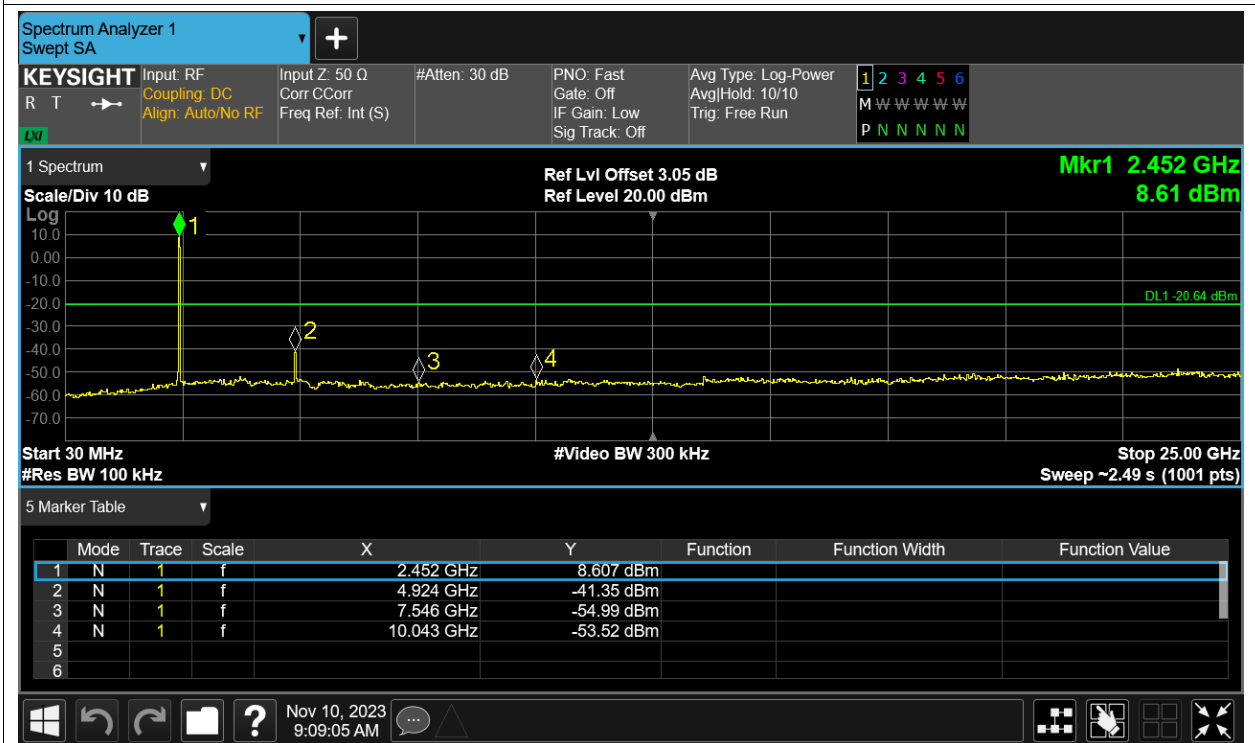 Spectrum Analyzer 1
Swept SA
KEYSIGHT
R T
LXI
Input: RF
Coupling: DC
Align: Auto/No RF
Input Z: 50 Ω
Corr CCorr
Freq Ref: Int (S)
#Atten: 30 dB
PNO: Fast
Gate: Off
IF Gain: Low
Sig Track: Off
Avg Type: Log-Power
Avg|Hold: 10/10
Trig: Free Run
1 2 3 4 5 6
M W W W W W
P N N N N N
1 Spectrum
Scale/Div 10 dB
Ref Lvl Offset 3.05 dB
Ref Level 20.00 dBm
Mkr1 2.452 GHz
8.61 dBm
Log
10.0
0.00
-10.0
-20.0
-30.0
-40.0
-50.0
-60.0
-70.0
1
2
3
4
DL1 -20.64 dBm
Start 30 MHz
#Res BW 100 kHz
#Video BW 300 kHz
Stop 25.00 GHz
Sweep ~2.49 s (1001 pts)
5 Marker Table
Mode Trace Scale X Y Function Function Width Function Value
1 N 1 f 2.452 GHz 8.607 dBm
2 N 1 f 4.924 GHz -41.35 dBm
3 N 1 f 7.546 GHz -54.99 dBm
4 N 1 f 10.043 GHz -53.52 dBm
5
6
?
Nov 10, 2023
9:09:05 AM